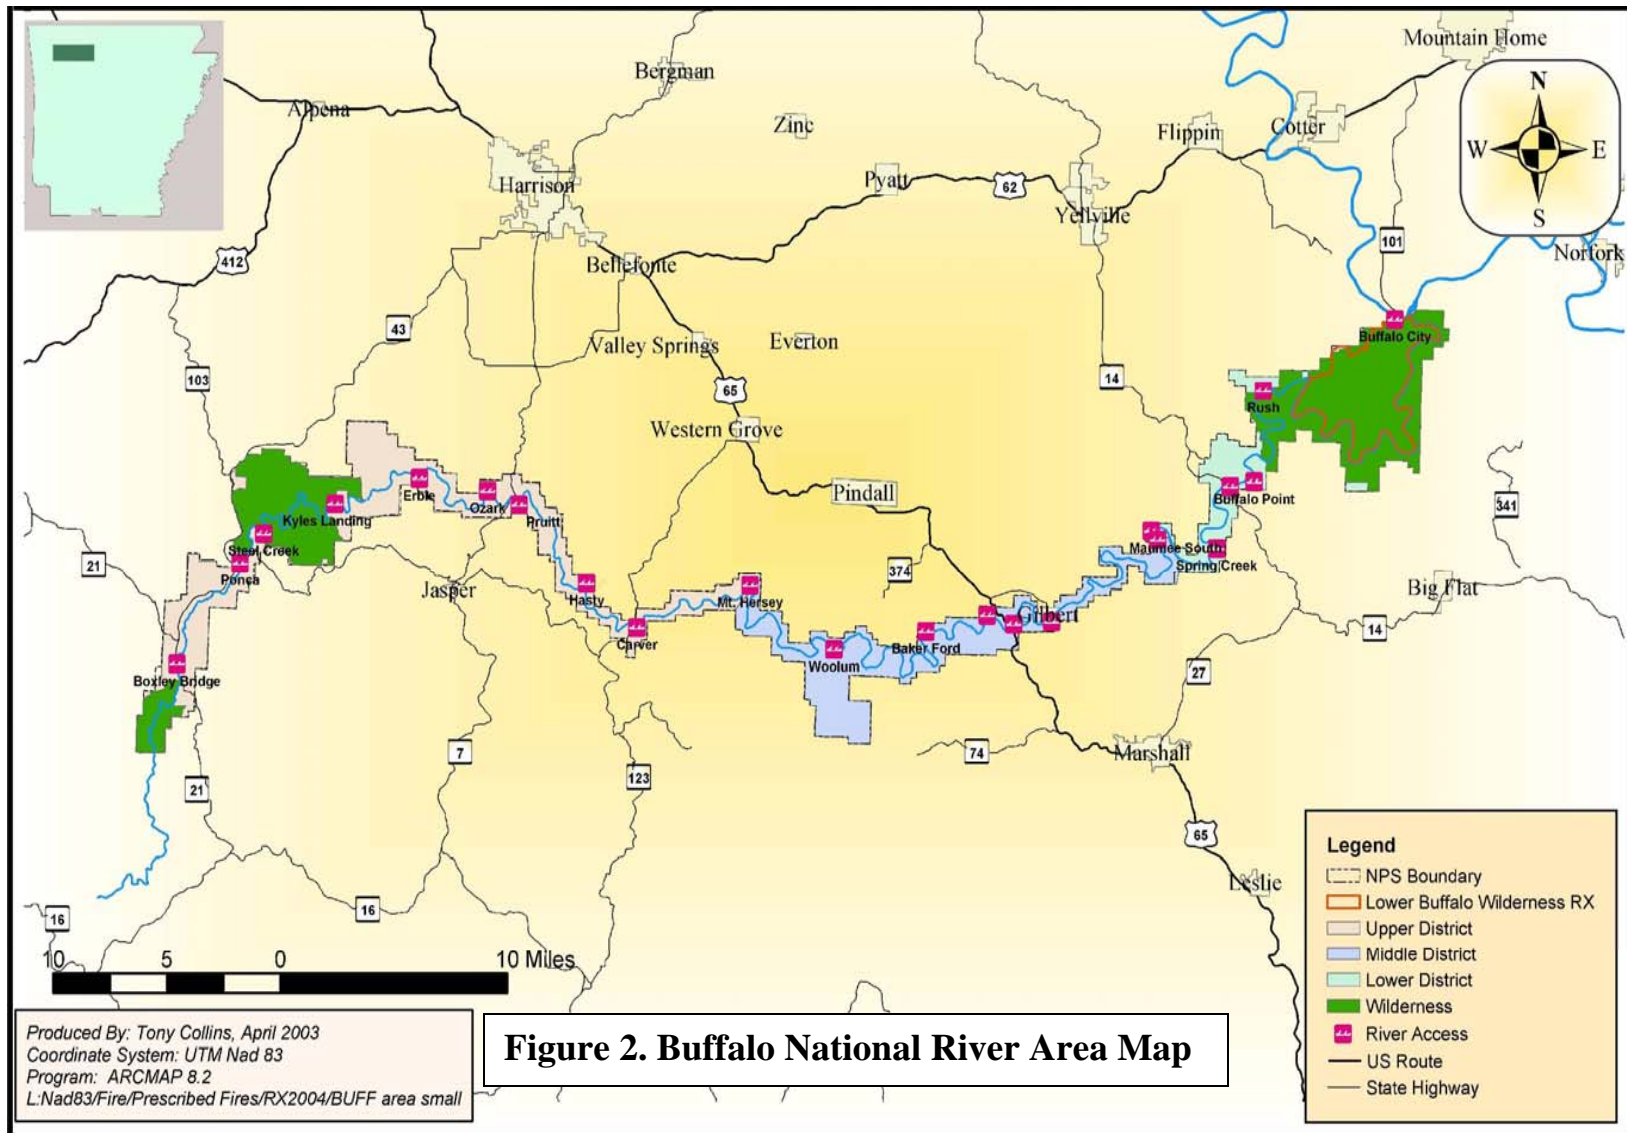 Mountain Home
Bergman
Alpena
Zinc
Flippin
Cotter
N
W
E
S
Harrison
Pyatt
62
Yellville
101
Norfork
412
Bellefonte
Buffalo City
43
Valley Springs
Everton
103
65
14
Rush
Western Grove
Erbie
Ozark
Pindall
Buffalo Point
341
Kyles Landing
Pruitt
Steel Creek
Maumee South
Spring Creek
21
Ponca
374
Jasper
Hasty
Mt. Hersey
Big Flat
Gilbert
14
Carver
Baker Ford
Woolum
27
Boxley Bridge
7
74
Marshall
123
21
65
Leslie
16
16
10 5 0 10 Miles
Legend
NPS Boundary
Lower Buffalo Wilderness RX
Upper District
Middle District
Lower District
Wilderness
River Access
US Route
State Highway
Produced By: Tony Collins, April 2003
Coordinate System: UTM Nad 83
Program: ARCMAP 8.2
L:Nad83/Fire/Prescribed Fires/RX2004/BUFF area small
Figure 2. Buffalo National River Area Map